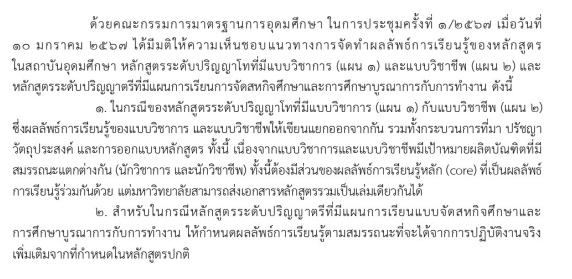 ด้วยคณะกรรมการมาตรฐานการอุดมศึกษา ในการประชุมครั้งที่ ๑/๒๕๖๗ เมื่อวันที่
๑๐ มกราคม ๒๕๖๗ ได้มีมติให้ความเห็นชอบแนวทางการจัดทำผลลัพธ์การเรียนรู้ของหลักสูตร
ในสถาบันอุดมศึกษา หลักสูตรระดับปริญญาโทที่มีแบบวิชาการ (แผน ๑) และแบบวิชาชีพ (แผน ๒) และ
หลักสูตรระดับปริญญาตรีที่มีแผนการเรียนการจัดสหกิจศึกษาและการศึกษาบูรณาการกับการทำงาน ดังนี้
๑. ในกรณีของหลักสูตรระดับปริญญาโทที่มีแบบวิชาการ (แผน ๑) กับแบบวิชาชีพ (แผน ๒)
ซึ่งผลลัพธ์การเรียนรู้ของแบบวิชาการ และแบบวิชาชีพให้เขียนแยกออกจากกัน รวมทั้งกระบวนการที่มา ปรัชญา
วัตถุประสงค์ และการออกแบบหลักสูตร ทั้งนี้ เนื่องจากแบบวิชาการและแบบวิชาชีพมีเป้าหมายผลิตบัณฑิตที่มี
สมรรถนะแตกต่างกัน (นักวิชาการ และนักวิชาชีพ) ทั้งนี้ต้องมีส่วนของผลลัพธ์การเรียนรู้หลัก (core) ที่เป็นผลลัพธ์
การเรียนรู้ร่วมกันด้วย แต่มหาวิทยาลัยสามารถส่งเอกสารหลักสูตรรวมเป็นเล่มเดียวกันได้
๒. สำหรับในกรณีหลักสูตรระดับปริญญาตรีที่มีแผนการเรียนแบบจัดสหกิจศึกษาและ
การศึกษาบูรณาการกับการทำงาน ให้กำหนดผลลัพธ์การเรียนรู้ตามสมรรถนะที่จะได้จากการปฏิบัติงานจริง
เพิ่มเติมจากที่กำหนดในหลักสูตรปกติ